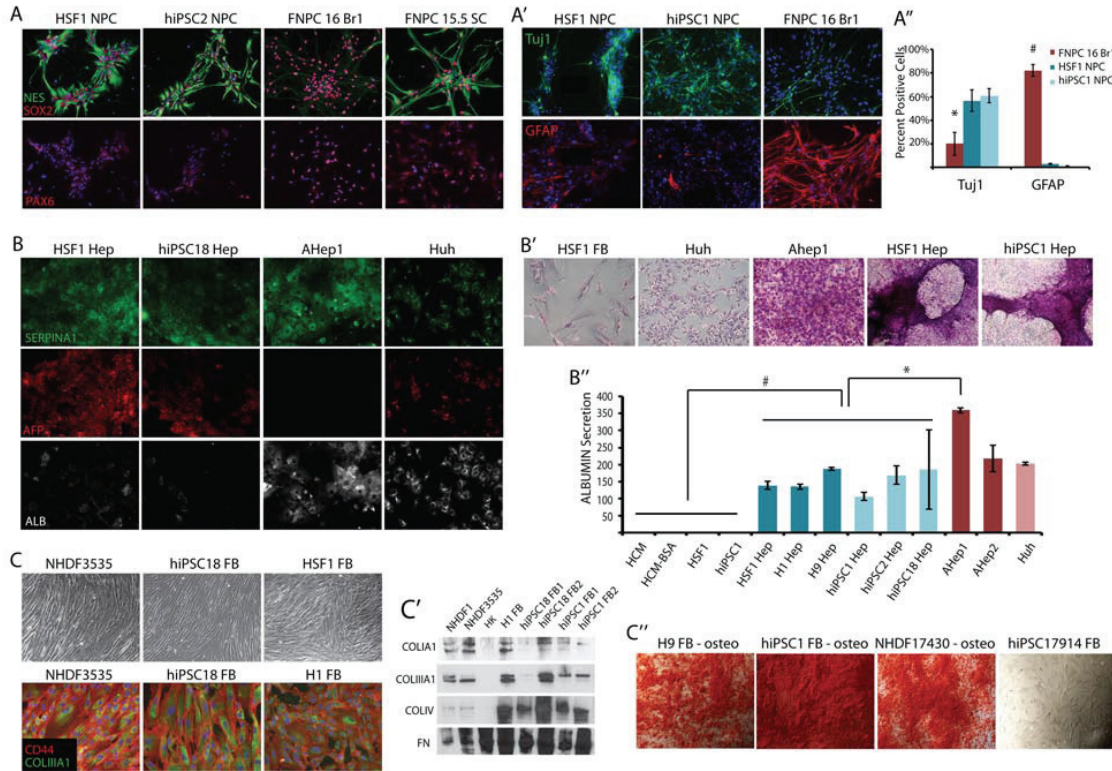 A
HSF1 NPC hiPSC2 NPC FNPC 16 Br1 FNPC 15.5 SC
NES
SOX2
PAX6
A'
HSF1 NPC hiPSC1 NPC FNPC 16 Br1
Tuj1
GFAP
A''
Percent Positive Cells
80%
60%
40%
20%
*
#
Tuj1 GFAP
FNPC 16 Br1
HSF1 NPC
hiPSC1 NPC
B
HSF1 Hep hiPSC18 Hep AHep1 Huh
SERPINA1
AFP
ALB
B'
HSF1 FB Huh Ahep1 HSF1 Hep hiPSC1 Hep
B''
ALBUMIN Secretion
400
350
300
250
200
150
100
50
#
*
HCM HCM-BSA HSF1 hiPSC1 HSF1 Hep H1 Hep H9 Hep hiPSC1 Hep hiPSC2 Hep hiPSC18 Hep AHep1 AHep2 Huh
C
NHDF3535 hiPSC18 FB HSF1 FB
NHDF3535 hiPSC18 FB H1 FB
CD44
COLIIIA1
C'
NHDF1 NHDF3535 HK H1 FB hiPSC18 FB1 hiPSC18 FB2 hiPSC1 FB1 hiPSC1 FB2
COLIA1
COLIIIA1
COLIV
FN
C''
H9 FB - osteo hiPSC1 FB - osteo NHDF17430 - osteo hiPSC17914 FB